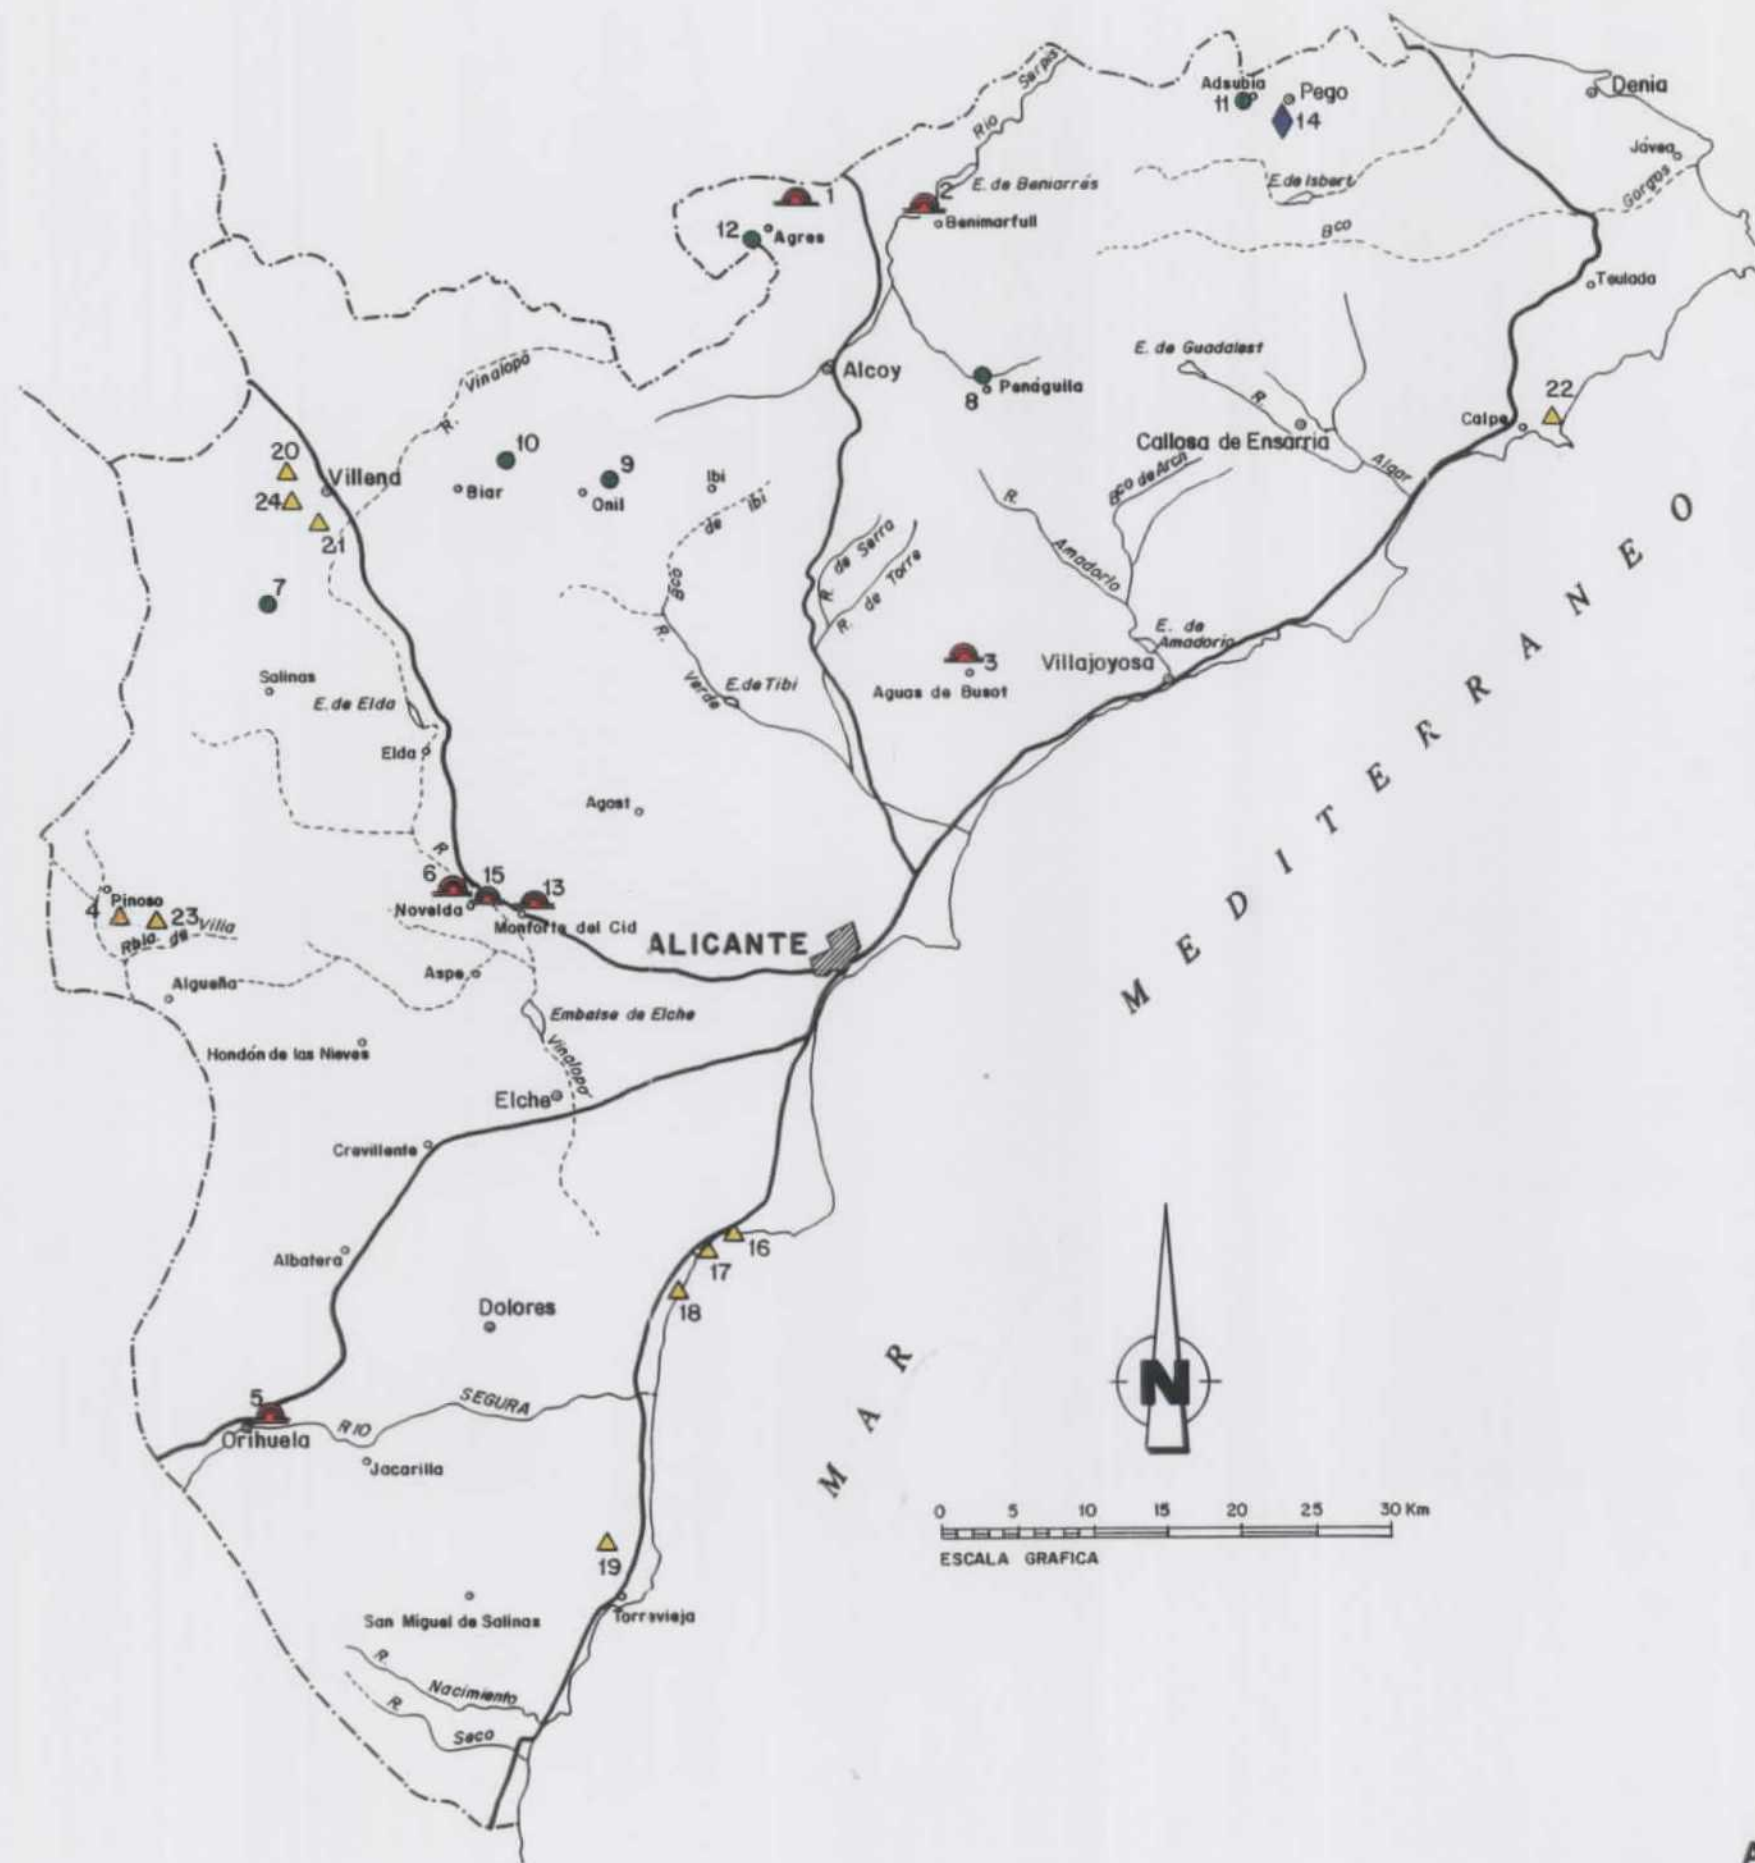 Rio Serpis
Adsubia
11
Pego
14
Denia
Jávea
Gorgos
1
2
E. de Beniarrés
Benimarfull
E. de Isbert
Bco
12
Agres
Teulada
Vinalopo
R.
Alcoy
8
Penáguila
E. de Guadalest
R.
22
Calpe
Callosa de Ensarria
Algar
20
Villena
24
21
10
Biar
9
Onil
Ibi
Bco de Ibi
R. de Serra
R. de Torre
R. Amadorio
Bco de Arch
7
Salinas
E. de Elda
Elda
R. Verde
E. de Tibi
3
Aguas de Busot
E. de Amadorio
Villajoyosa
Agost
R.
6
15
13
Novelda
Monforte del Cid
4
Pinoso
23
Rbla de Villa
ALICANTE
Algueña
Aspe
Embalse de Elche
Vinalopo
Hondón de las Nieves
Elche
Crevillente
Albatera
16
17
18
Dolores
MAR MEDITERRANEO
N
5
Orihuela
RIO SEGURA
Jacarilla
0 5 10 15 20 25 30 Km
ESCALA GRAFICA
19
Torrevieja
San Miguel de Salinas
R. Nacimiento
R. Seco